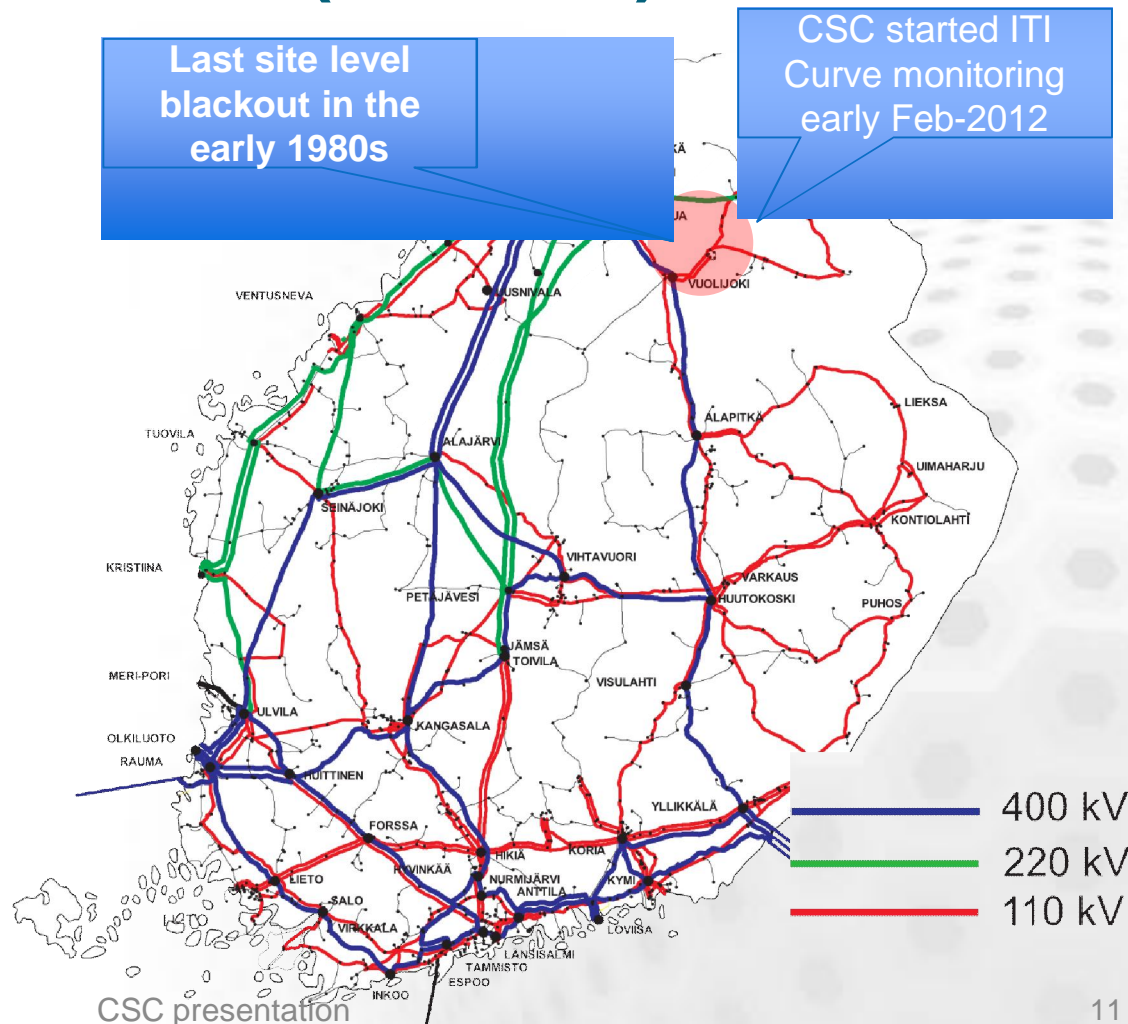 Last site level
blackout in the
early 1980s
CSC started ITI
Curve monitoring
early Feb-2012
VUOLIJOKI
VENTUSNEVA
LIEKSA
ALAPITKÄ
TUOVILA
ALAJÄRVI
UIMAHARJU
SEINÄJOKI
KONTIOLAHTI
VIHTAVUORI
KRISTIINA
VARKAUS
PETÄJÄVESI
HUUTOKOSKI
PUHOS
JÄMSÄ
TOIVILA
MERI-PORI
VISULAHTI
ULVILA
KANGASALA
OLKILUOTO
RAUMA
HUITTINEN
YLLIKKÄLÄ
400 kV
FORSSA
KORIA
HIKIÄ
220 kV
HYVINKÄÄ
NURMIJÄRVI
ANTTILA
KYMI
LIETO
SALO
110 kV
VIRKKALA
LOVIISA
LÄNSISALMI
TAMMISTO
ESPOO
INKOO
CSC presentation
11